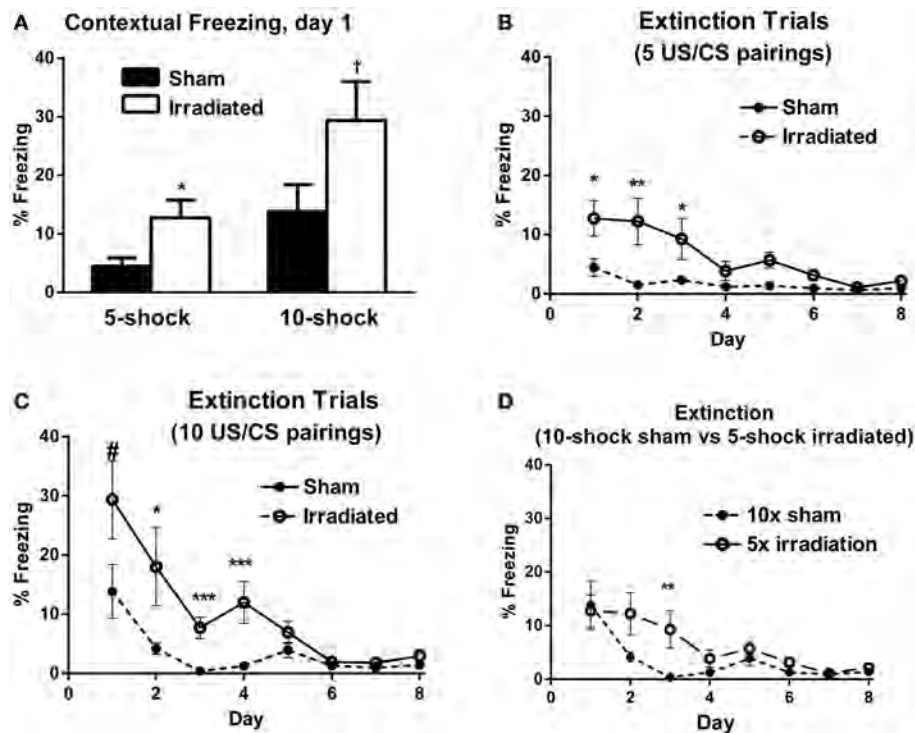 A Contextual Freezing, day 1
40
30
20
10
0
% Freezing
Sham
Irradiated
*
†
5-shock 10-shock
B Extinction Trials
(5 US/CS pairings)
40
30
20
10
0
% Freezing
Sham
Irradiated
* ** *
0 2 4 6 8
Day
C Extinction Trials
(10 US/CS pairings)
40
30
20
10
0
% Freezing
Sham
Irradiated
# * *** ***
0 2 4 6 8
Day
D Extinction
(10-shock sham vs 5-shock irradiated)
40
30
20
10
0
% Freezing
10x sham
5x irradiation
**
0 2 4 6 8
Day